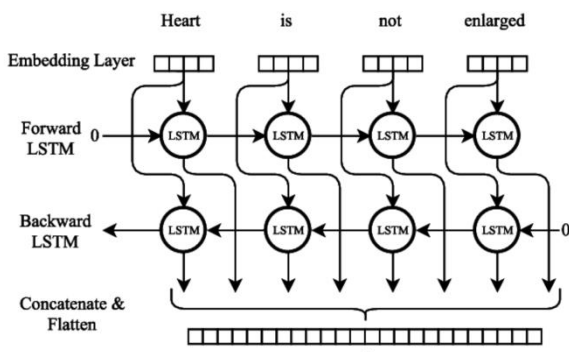 Heart is not enlarged
Embedding Layer
Forward
LSTM
0
LSTM LSTM LSTM LSTM
Backward
LSTM
LSTM LSTM LSTM LSTM
0
Concatenate &
Flatten